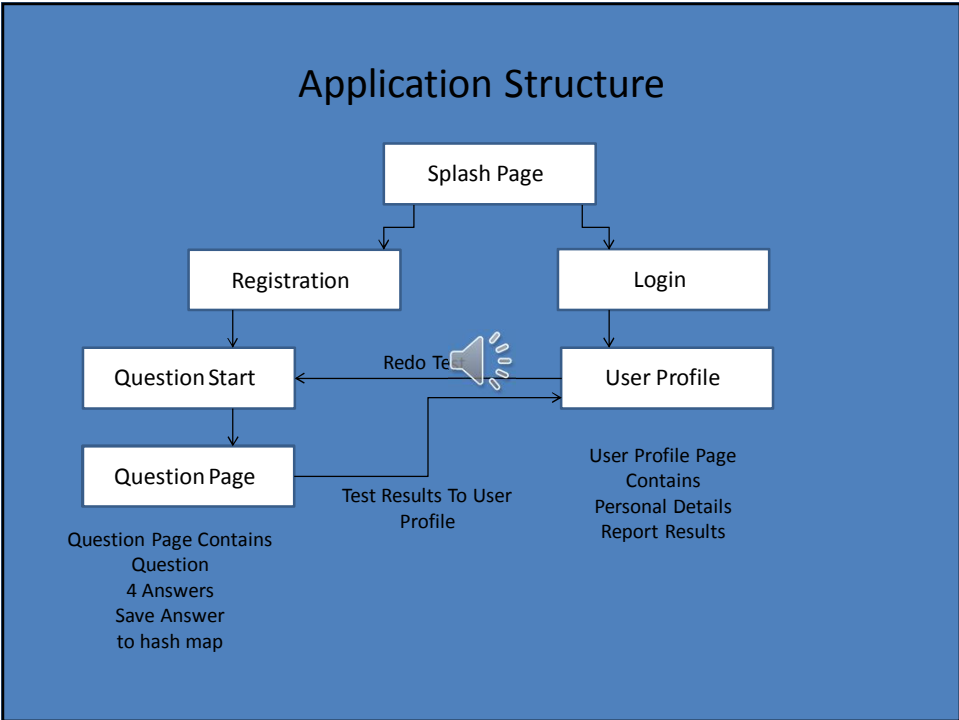 Application Structure
Splash Page
Registration
Login
Redo Test
Question Start
User Profile
Question Page
Test Results To User
Profile
User Profile Page
Contains
Personal Details
Report Results
Question Page Contains
Question
4 Answers
Save Answer
to hash map